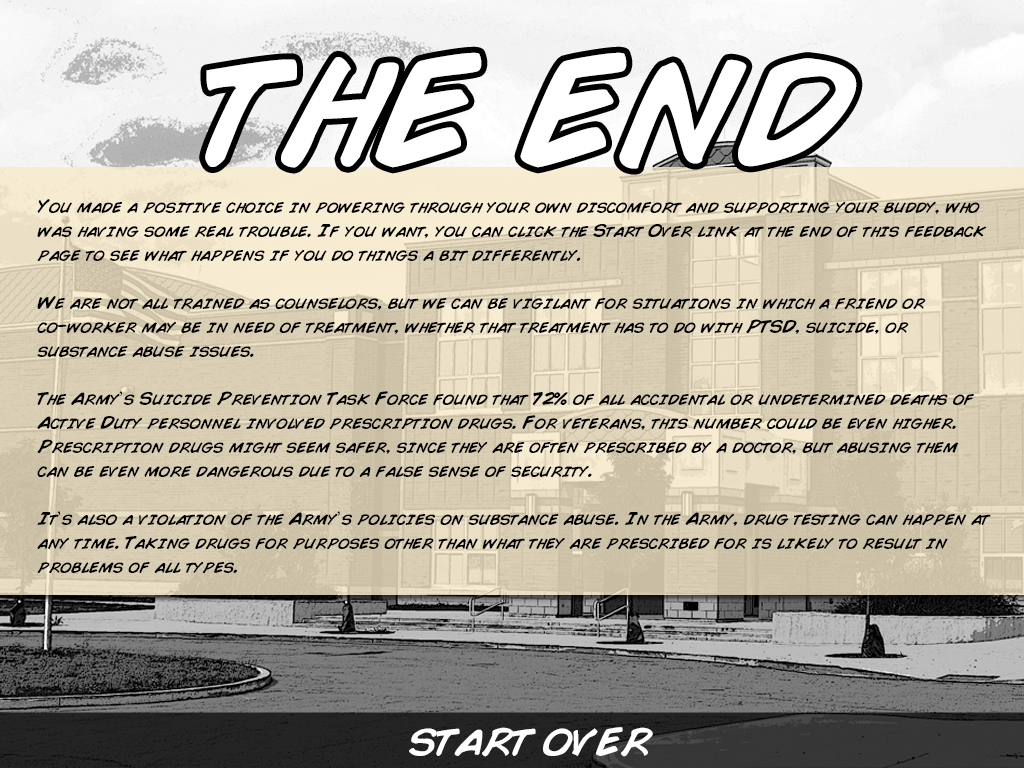 THE END
You made a positive choice in powering through your own discomfort and supporting your buddy, who
was having some real trouble. If you want, you can click the Start Over link at the end of this feedback
page to see what happens if you do things a bit differently.
We are not all trained as counselors, but we can be vigilant for situations in which a friend or
co-worker may be in need of treatment, whether that treatment has to do with PTSD, suicide, or
substance abuse issues.
The Army's Suicide Prevention Task Force found that 72% of all accidental or undetermined deaths of
Active Duty personnel involved prescription drugs. For veterans, this number could be even higher.
Prescription drugs might seem safer, since they are often prescribed by a doctor, but abusing them
can be even more dangerous due to a false sense of security.
It's also a violation of the Army's policies on substance abuse. In the Army, drug testing can happen at
any time. Taking drugs for purposes other than what they are prescribed for is likely to result in
problems of all types.
START OVER